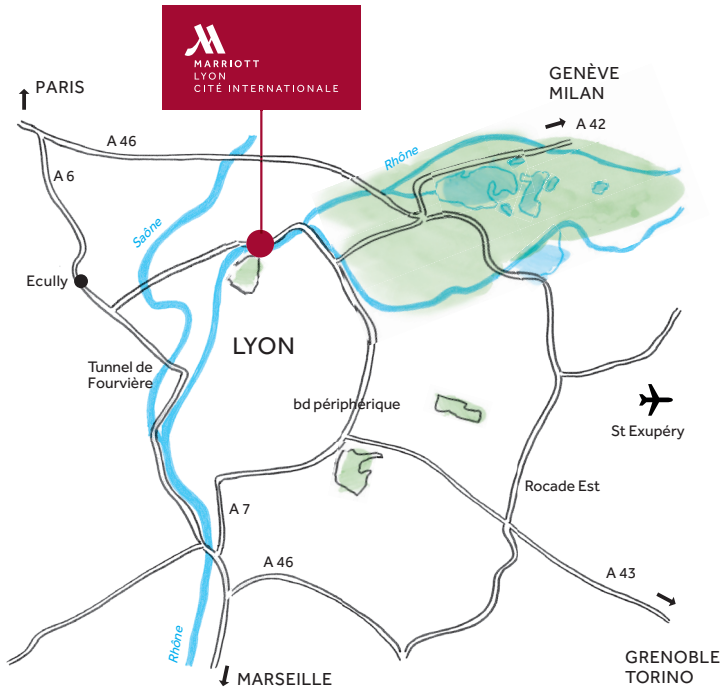 MARRIOTT
LYON
CITÉ INTERNATIONALE
PARIS
GENÈVE
MILAN
A 42
A 46
Rhône
A 6
Saône
Ecully
LYON
Tunnel de
Fourvière
bd périphérique
St Exupéry
Rocade Est
A 7
A 46
A 43
Rhône
MARSEILLE
GRENOBLE
TORINO